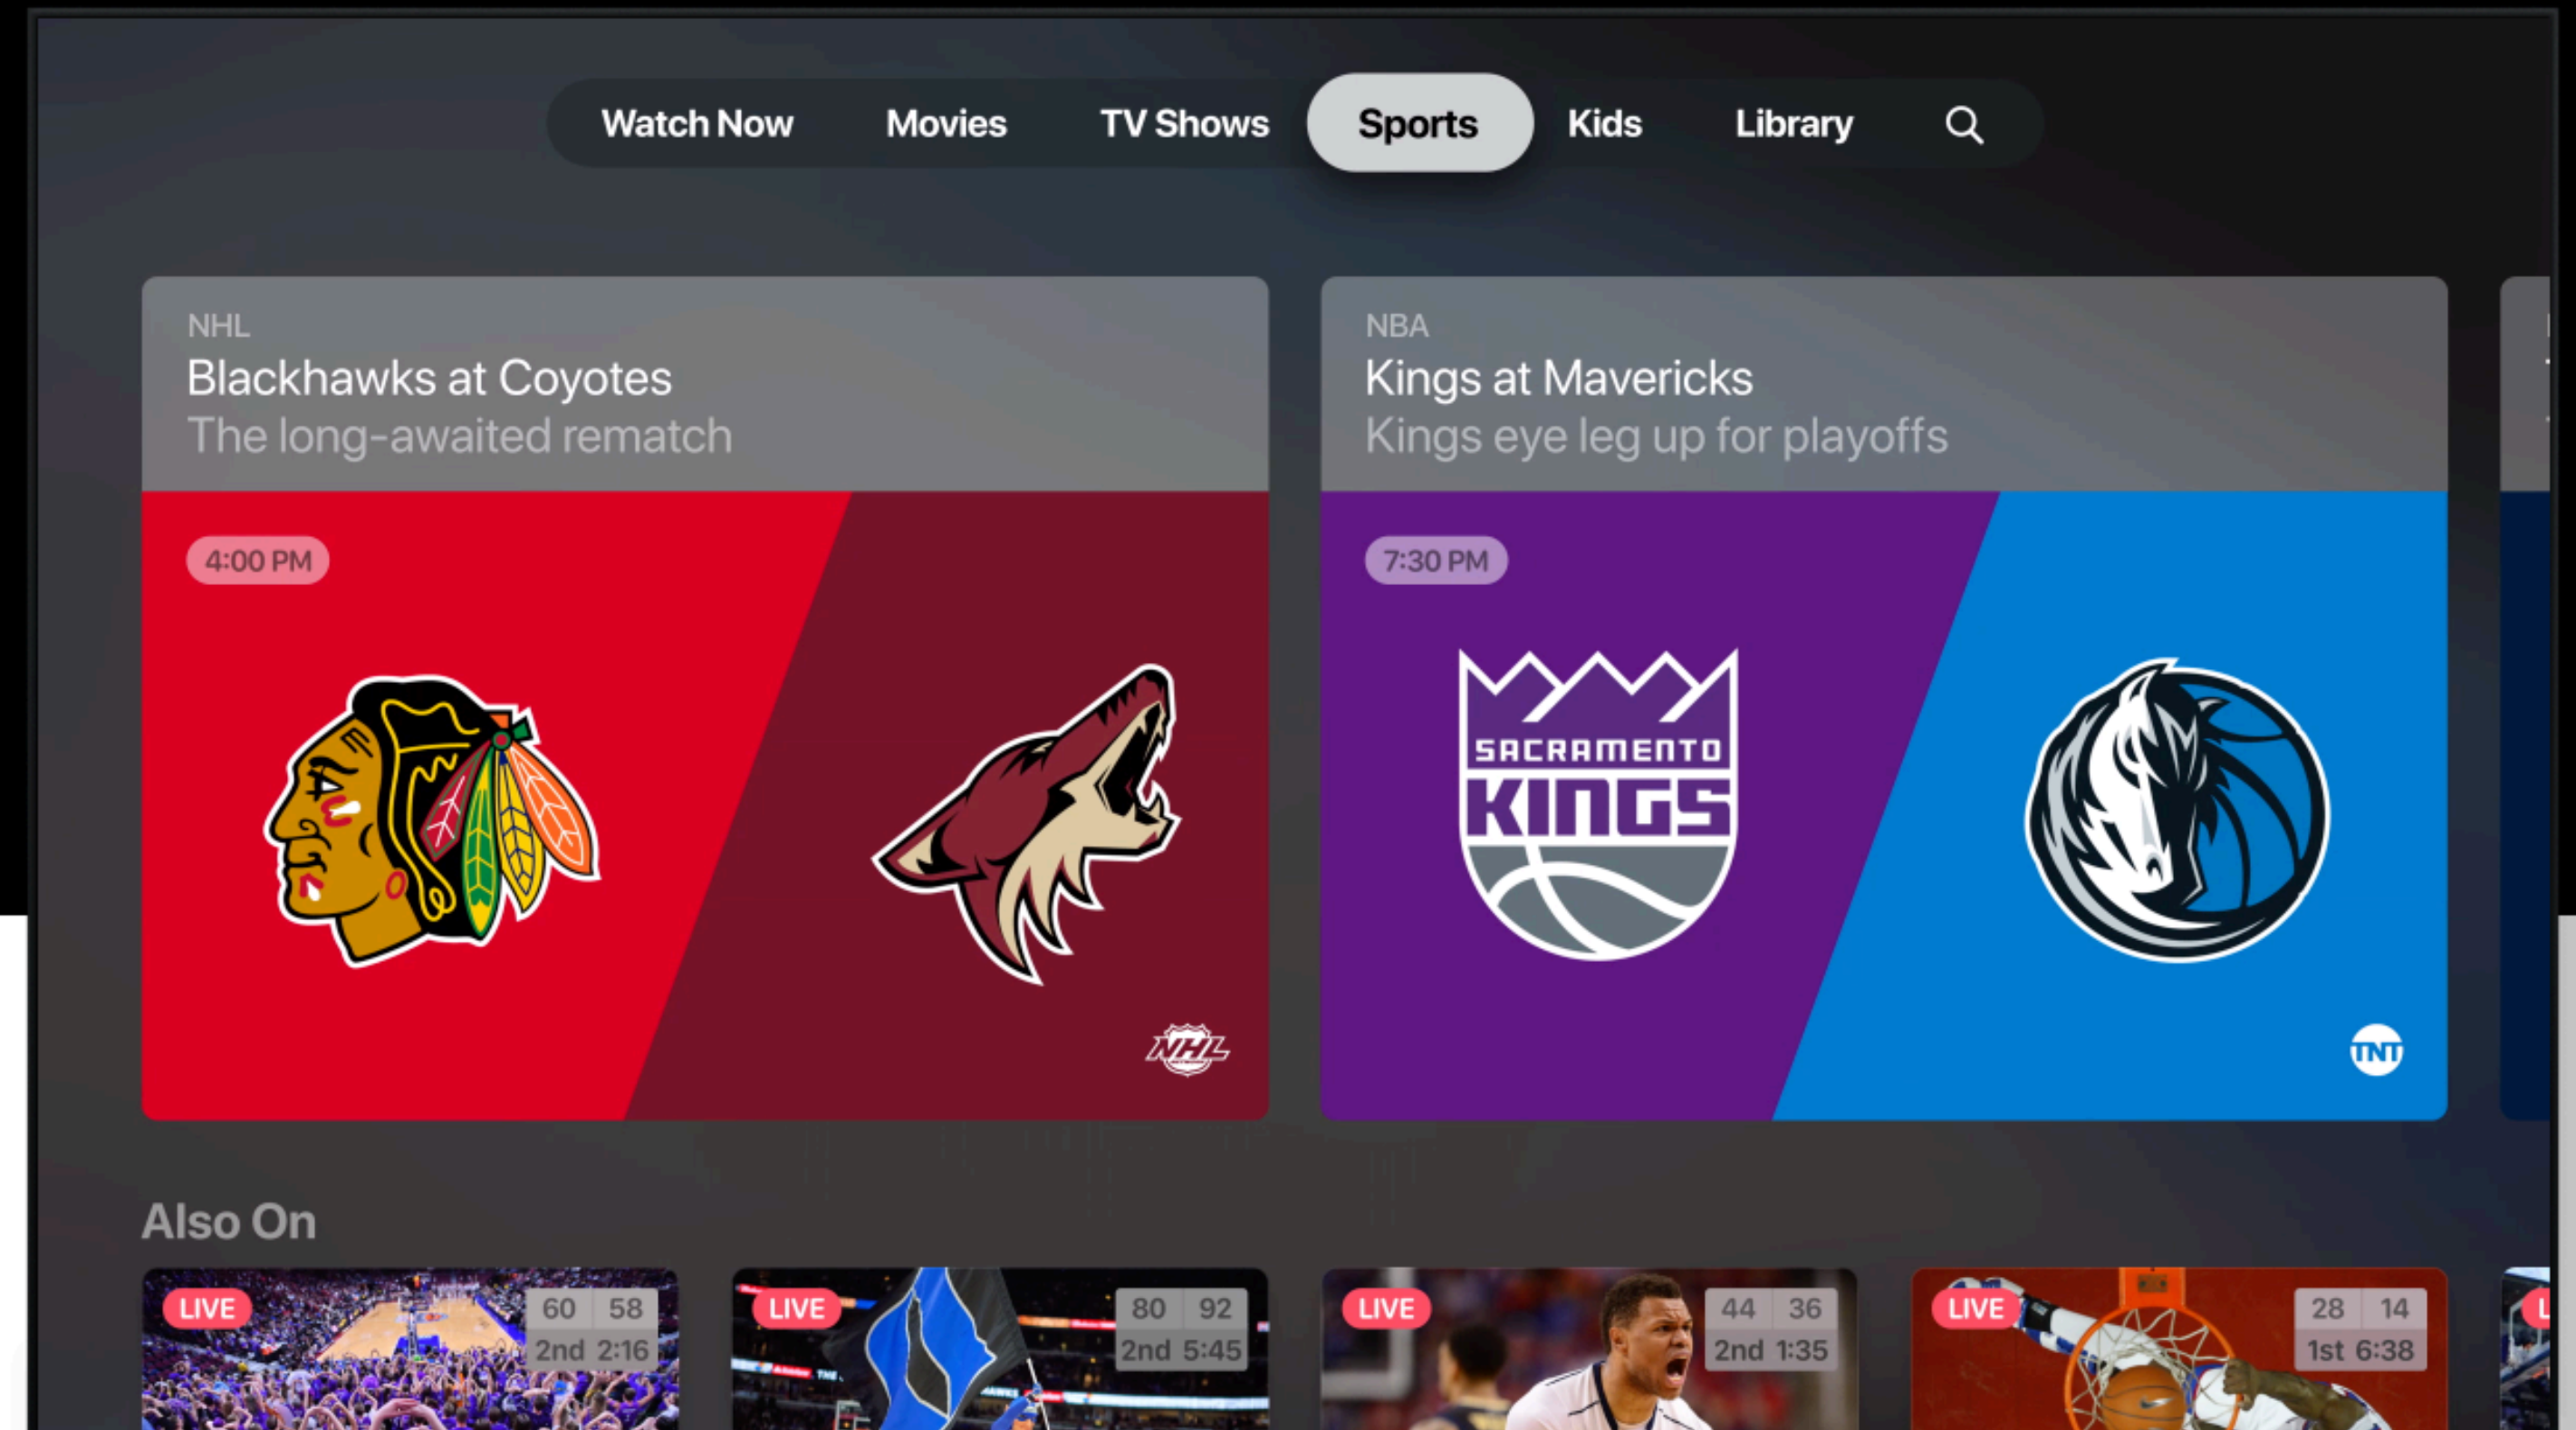 Watch Now Movies TV Shows Sports Kids Library
NHL
Blackhawks at Coyotes
The long-awaited rematch
4:00 PM
NHL
NBA
Kings at Mavericks
Kings eye leg up for playoffs
7:30 PM
SACRAMENTO
KINGS
TNT
Also On
LIVE
60 58
2nd 2:16
LIVE
80 92
2nd 5:45
LIVE
44 36
2nd 1:35
LIVE
28 14
1st 6:38